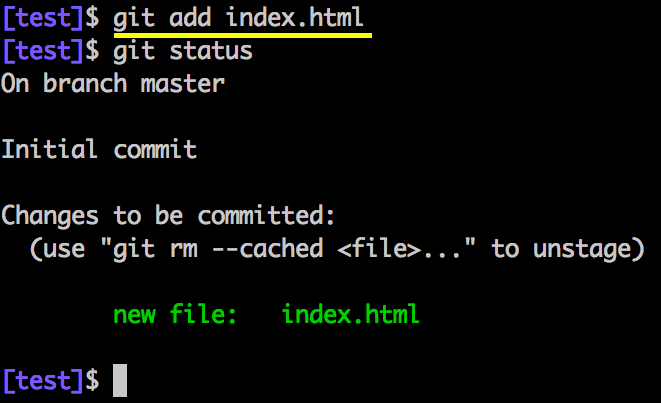 [test]$ git add index.html
[test]$ git status
On branch master
Initial commit
Changes to be committed:
  (use "git rm --cached <file>..." to unstage)
        new file:   index.html
[test]$